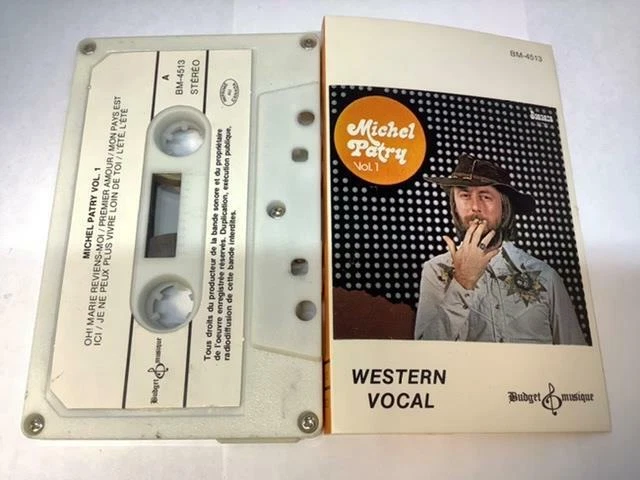 MICHEL PATRY VOL.1
OH! MARIE REVIENS-MOI / PREMIER AMOUR / MON PAYS EST
ICI / JE NE PEUX PLUS VIVRE LOIN DE TOI / L'ÉTÉ, L'ÉTÉ
A
BM-4513
STÉRÉO
Budget musique
Tous droits du producteur de la bande sonore et du propriétaire
de l'oeuvre enregistrée réservés. Duplication, exécution publique,
radiodiffusion de cette bande interdites.
BM-4513
Michel
Patry
Vol.1
WESTERN
VOCAL
Budget musique